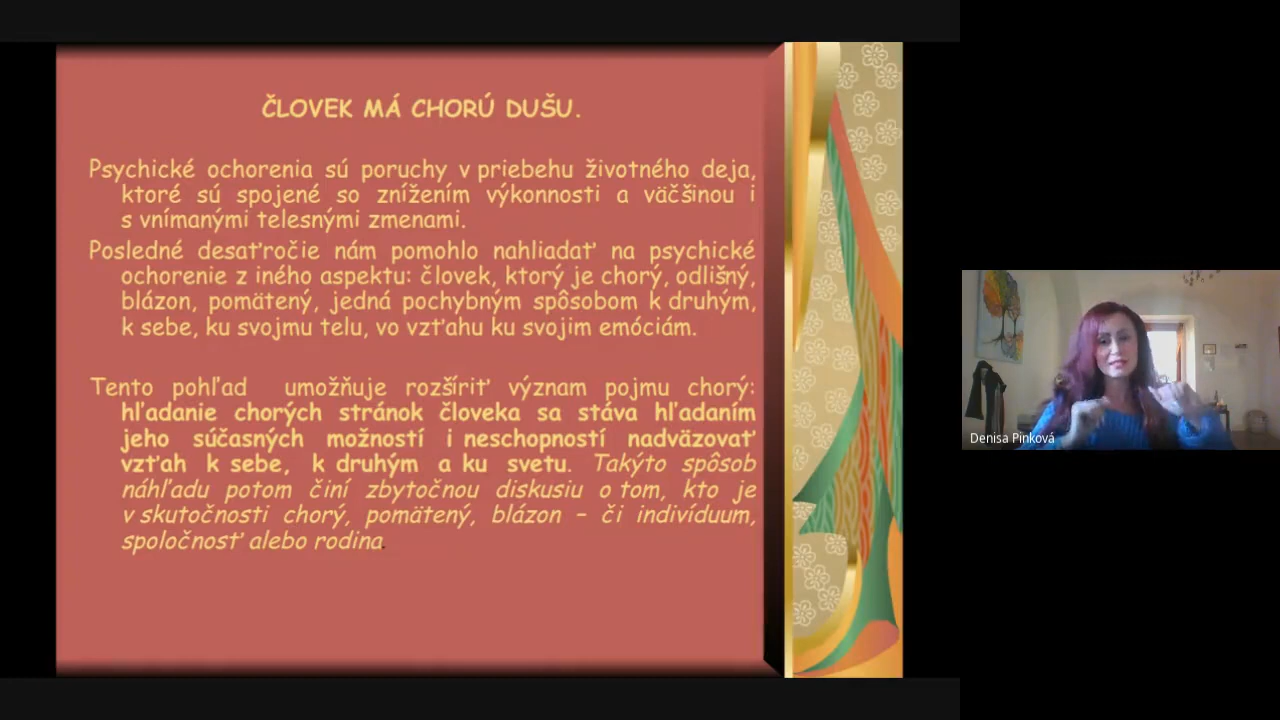 ČLOVEK MÁ CHORÚ DUŠU.
Psychické ochorenia sú poruchy v priebehu životného deja,
ktoré sú spojené so znížením výkonnosti a väčšinou i
s vnímanými telesnými zmenami.
Posledné desaťročie nám pomohlo nahliadať na psychické
ochorenie z iného aspektu: človek, ktorý je chorý, odlišný,
blázon, pomätený, jedná pochybným spôsobom k druhým,
k sebe, ku svojmu telu, vo vzťahu ku svojim emóciám.
Tento pohľad umožňuje rozšíriť význam pojmu chorý:
hľadanie chorých stránok človeka sa stáva hľadaním
jeho súčasných možností i neschopností nadväzovať
vzťah k sebe, k druhým a ku svetu. Takýto spôsob
náhľadu potom činí zbytočnou diskusiu o tom, kto je
v skutočnosti chorý, pomätený, blázon – či indivíduum,
spoločnosť alebo rodina.
Denisa Pinková